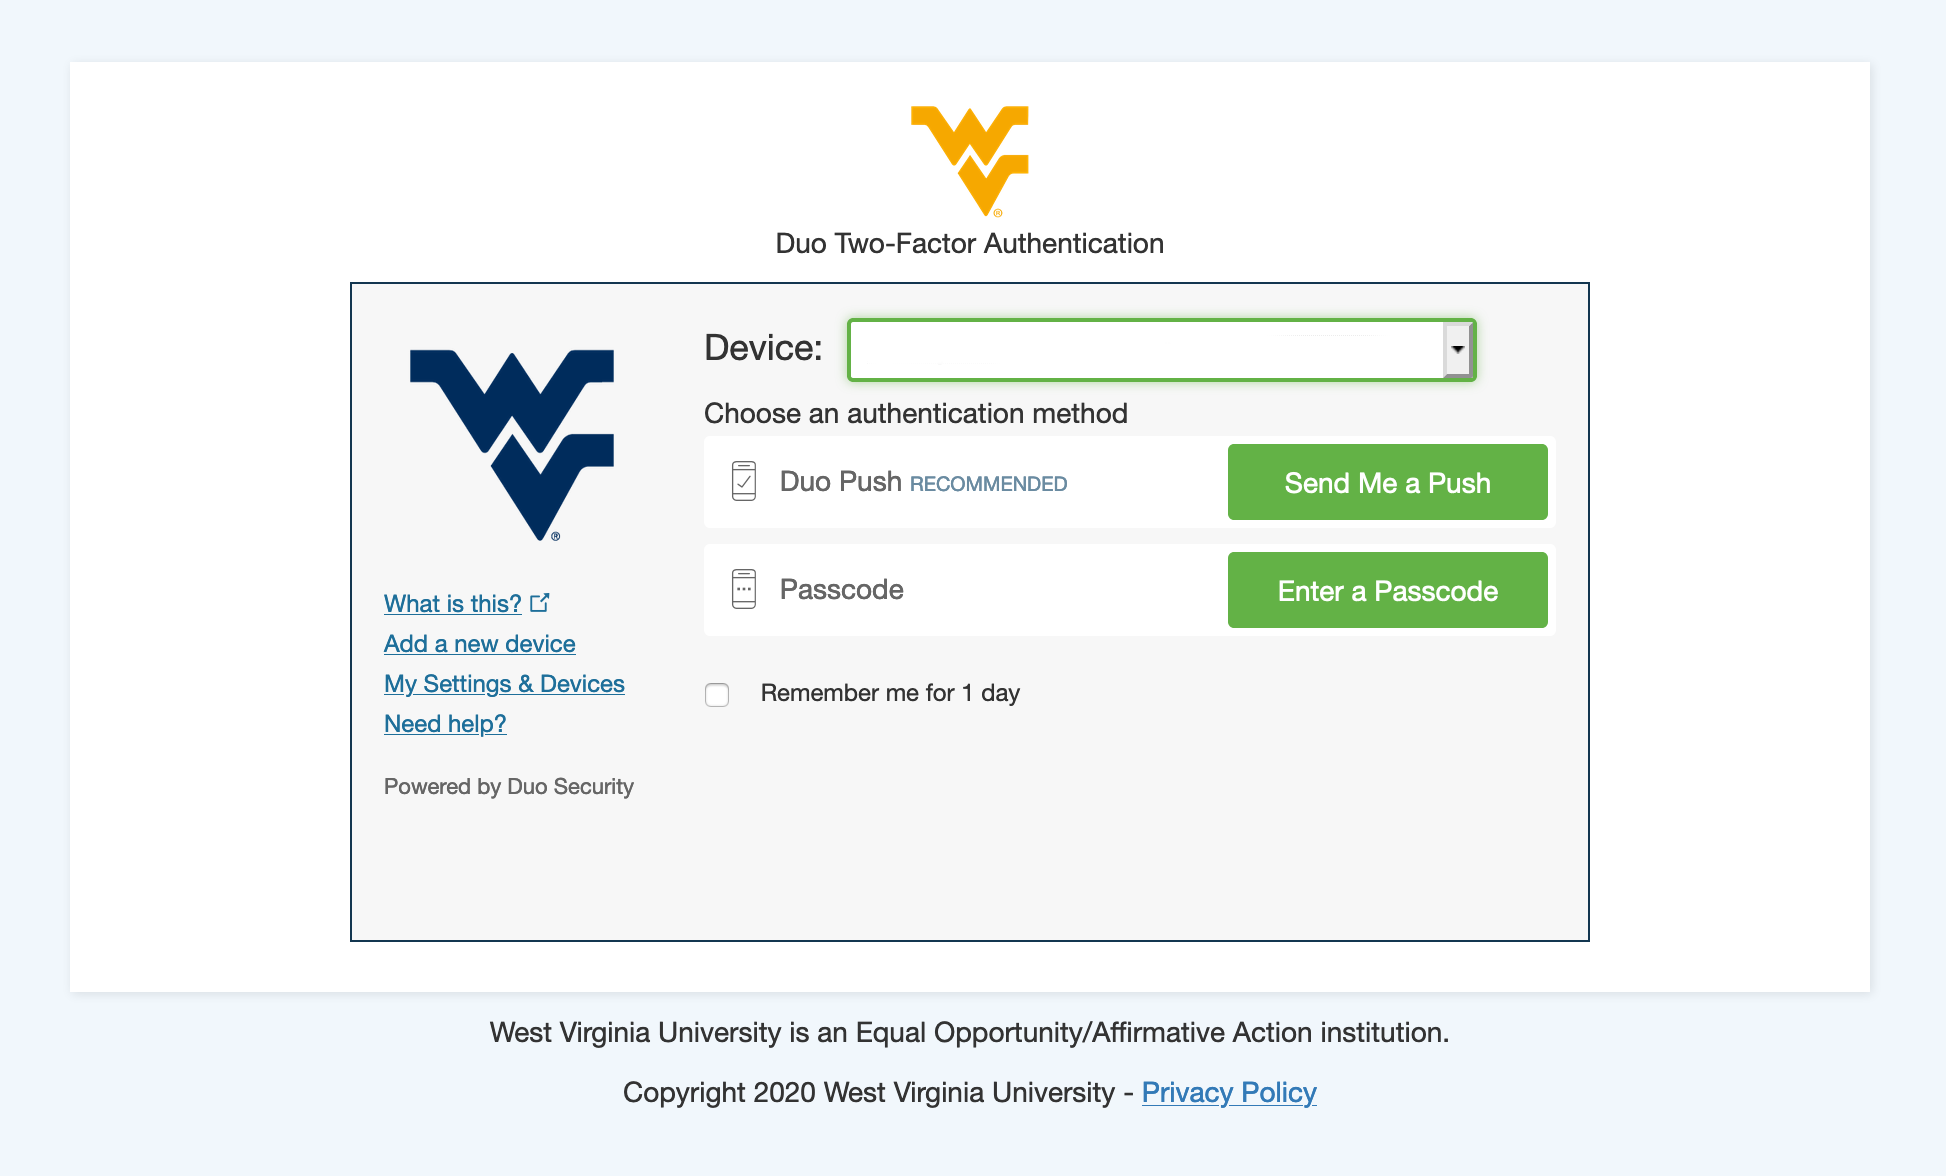 WV
®
Duo Two-Factor Authentication
WV
®
What is this?
Add a new device
My Settings & Devices
Need help?
Powered by Duo Security
Device:
Choose an authentication method
Duo Push RECOMMENDED Send Me a Push
Passcode Enter a Passcode
Remember me for 1 day
West Virginia University is an Equal Opportunity/Affirmative Action institution.
Copyright 2020 West Virginia University - Privacy Policy